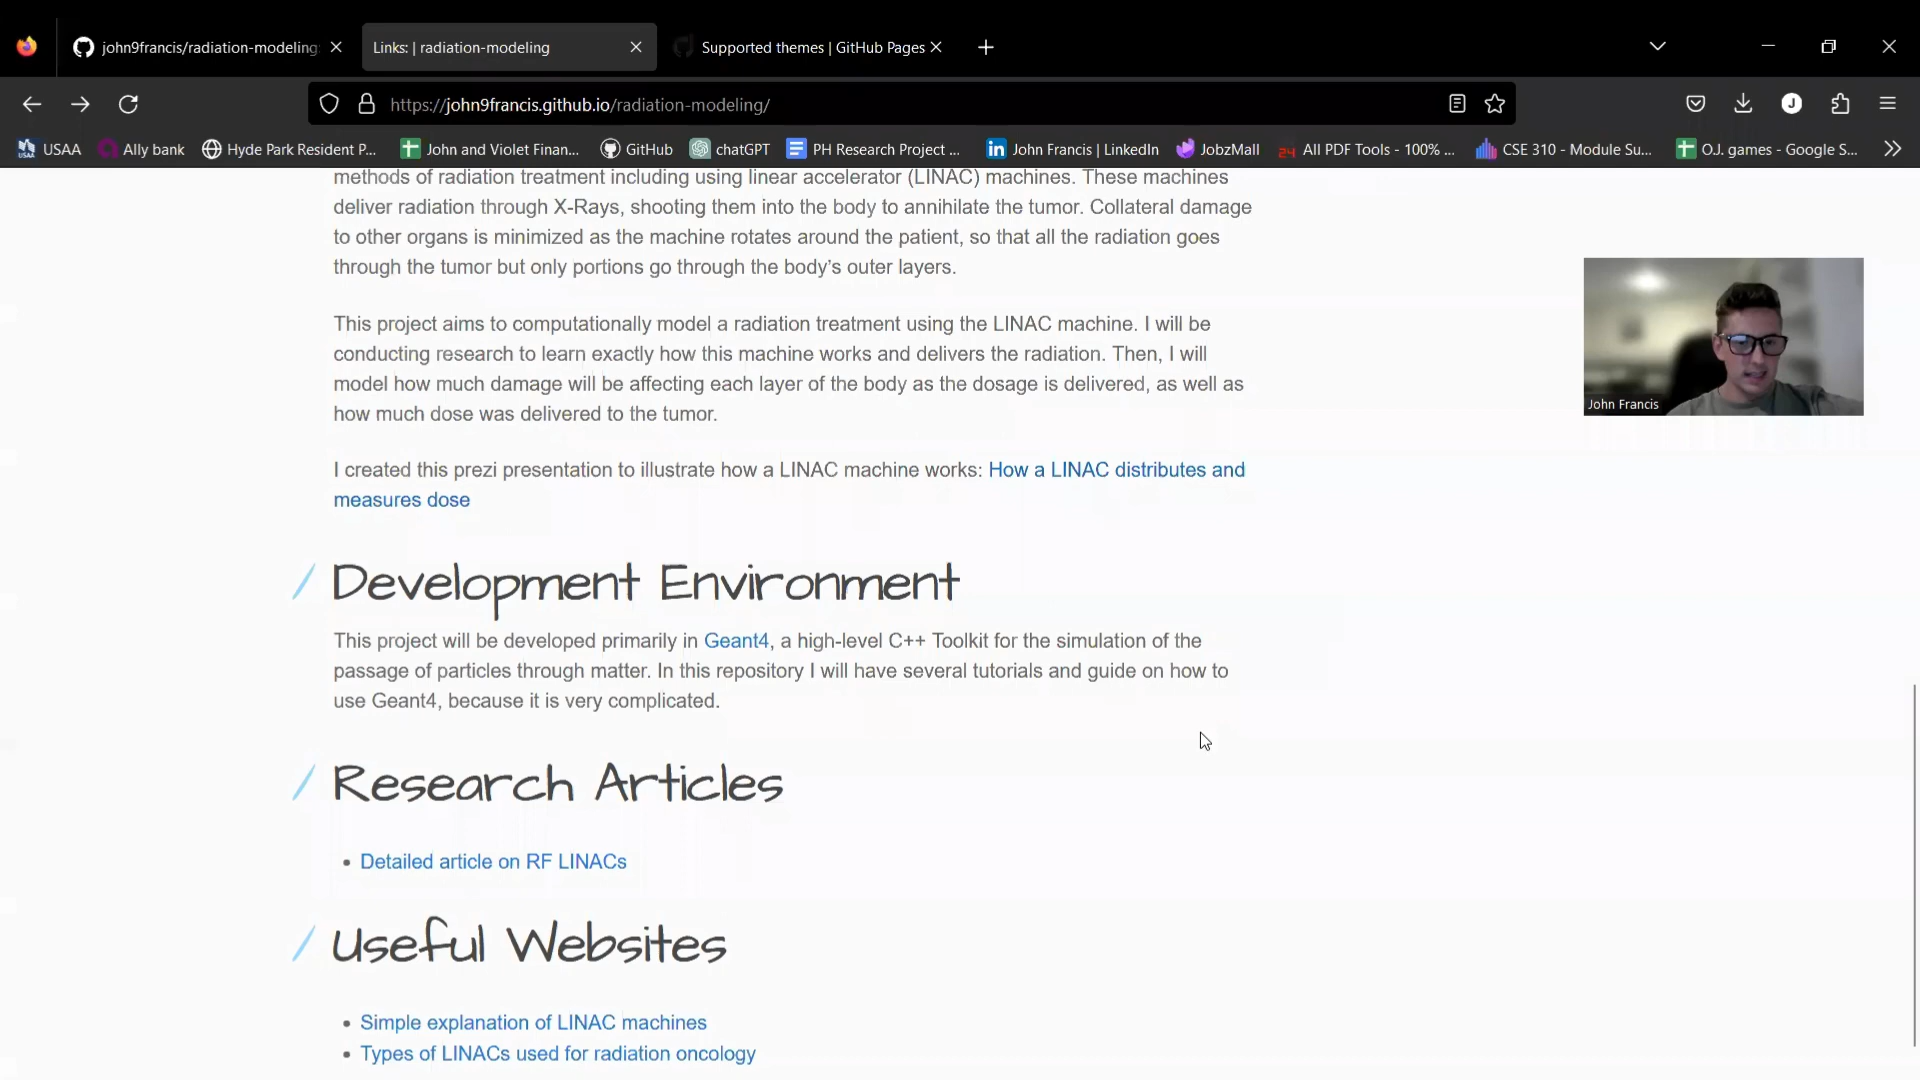 john9francis/radiation-modeling:
Links: | radiation-modeling
Supported themes | GitHub Pages
https://john9francis.github.io/radiation-modeling/
J
USAA
Ally bank
Hyde Park Resident P...
John and Violet Finan...
GitHub
chatGPT
PH Research Project ...
John Francis | LinkedIn
JobzMall
24
All PDF Tools - 100% ...
CSE 310 - Module Su...
O.J. games - Google S...
methods of radiation treatment including using linear accelerator (LINAC) machines. These machines
deliver radiation through X-Rays, shooting them into the body to annihilate the tumor. Collateral damage
to other organs is minimized as the machine rotates around the patient, so that all the radiation goes
through the tumor but only portions go through the body’s outer layers.
This project aims to computationally model a radiation treatment using the LINAC machine. I will be
conducting research to learn exactly how this machine works and delivers the radiation. Then, I will
model how much damage will be affecting each layer of the body as the dosage is delivered, as well as
how much dose was delivered to the tumor.
John Francis
I created this prezi presentation to illustrate how a LINAC machine works: How a LINAC distributes and
measures dose
Development Environment
This project will be developed primarily in Geant4, a high-level C++ Toolkit for the simulation of the
passage of particles through matter. In this repository I will have several tutorials and guide on how to
use Geant4, because it is very complicated.
Research Articles
Detailed article on RF LINACs
Useful Websites
Simple explanation of LINAC machines
Types of LINACs used for radiation oncology